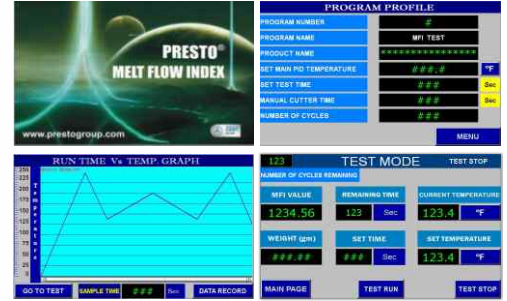 PRESTO®
MELT FLOW INDEX
www.prestogroup.com
PROGRAM PROFILE
PROGRAM NUMBER #
PROGRAM NAME MFI TEST
PRODUCT NAME ****************
SET MAIN PID TEMPERATURE ###.# °F
SET TEST TIME ### Sec
MANUAL CUTTER TIME ### Sec
NUMBER OF CYCLES ###
MENU
RUN TIME Vs TEMP. GRAPH
Temperature
250
225
200
175
150
125
100
75
50
25
0
GO TO TEST SAMPLE TIME ### Sec DATA RECORD
123 TEST MODE TEST STOP
NUMBER OF CYCLES REMAINING
MFI VALUE REMAINING TIME CURRENT TEMPERATURE
1234.56 123 Sec 123.4 °F
WEIGHT (gm) SET TIME SET TEMPERATURE
###.## ### Sec 123.4 °F
MAIN PAGE TEST RUN TEST STOP